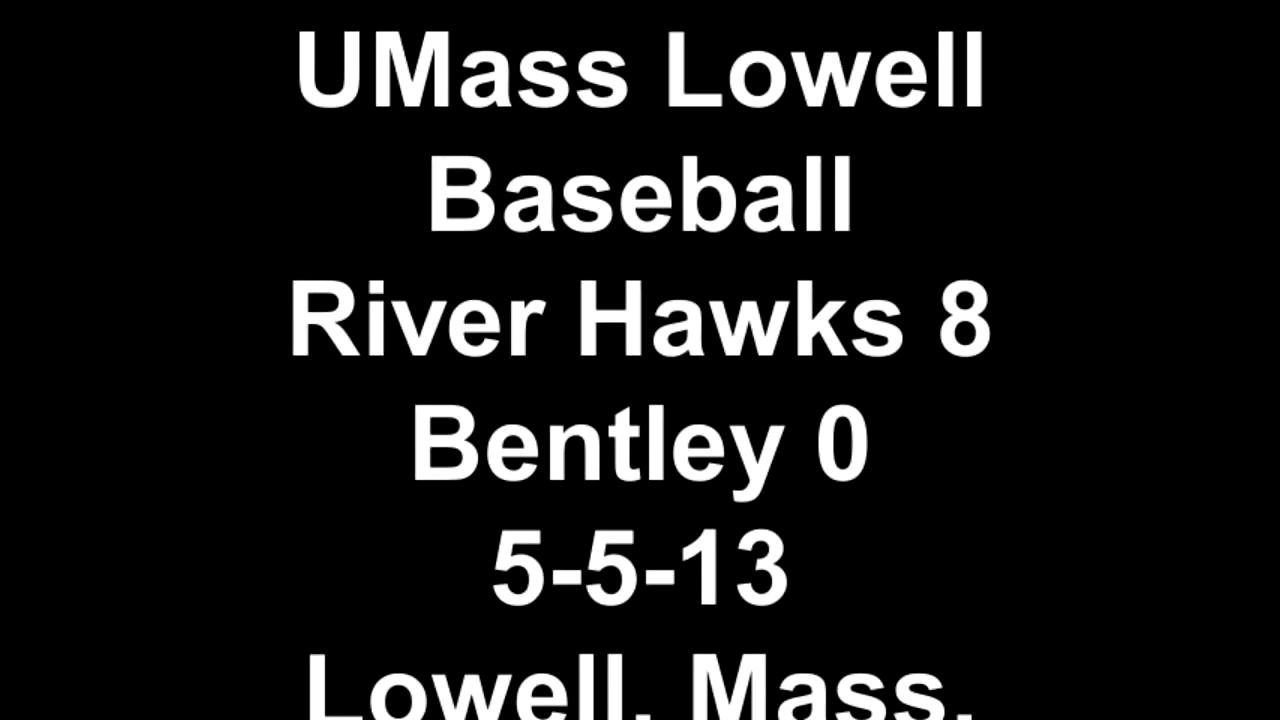 UMass Lowell
Baseball
River Hawks 8
Bentley 0
5-5-13
Lowell, Mass.